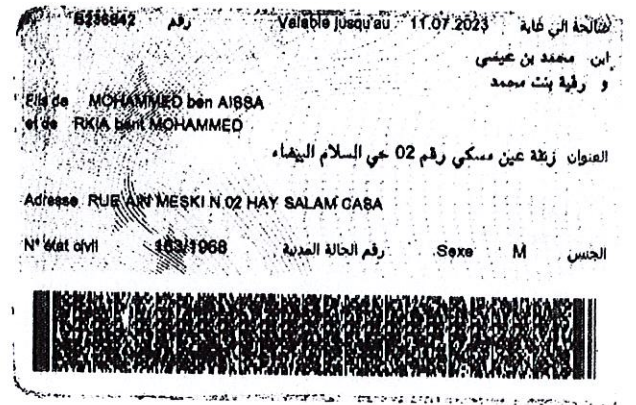 B236842 رقم Valable jusqu'au 11.07.2023 صالحة الى غاية
ابن محمد بن عيسى
و رقية بنت محمد
Fils de MOHAMMED ben AISSA
et de RKIA bent MOHAMMED
العنوان زنقة عين مسكي رقم 02 حي السلام البيضاء
Adresse RUE AIN MESKI N 02 HAY SALAM CASA
N° état civil 163/1968 رقم الحالة المدنية Sexe M الجنس